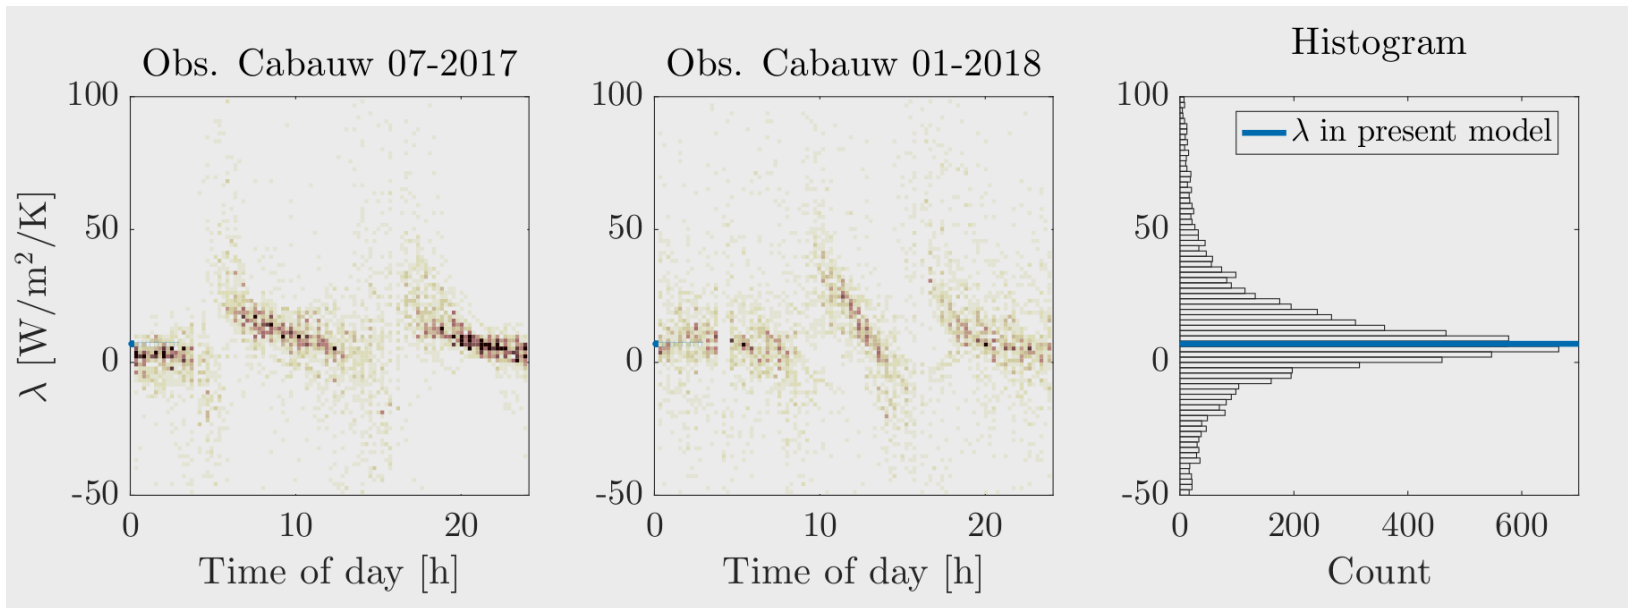 Obs. Cabauw 07-2017
Obs. Cabauw 01-2018
Histogram
λ in present model
λ [W/m²/K]
100
50
0
-50
0
10
20
Time of day [h]
100
50
0
-50
0
10
20
Time of day [h]
100
50
0
-50
0
200
400
600
Count